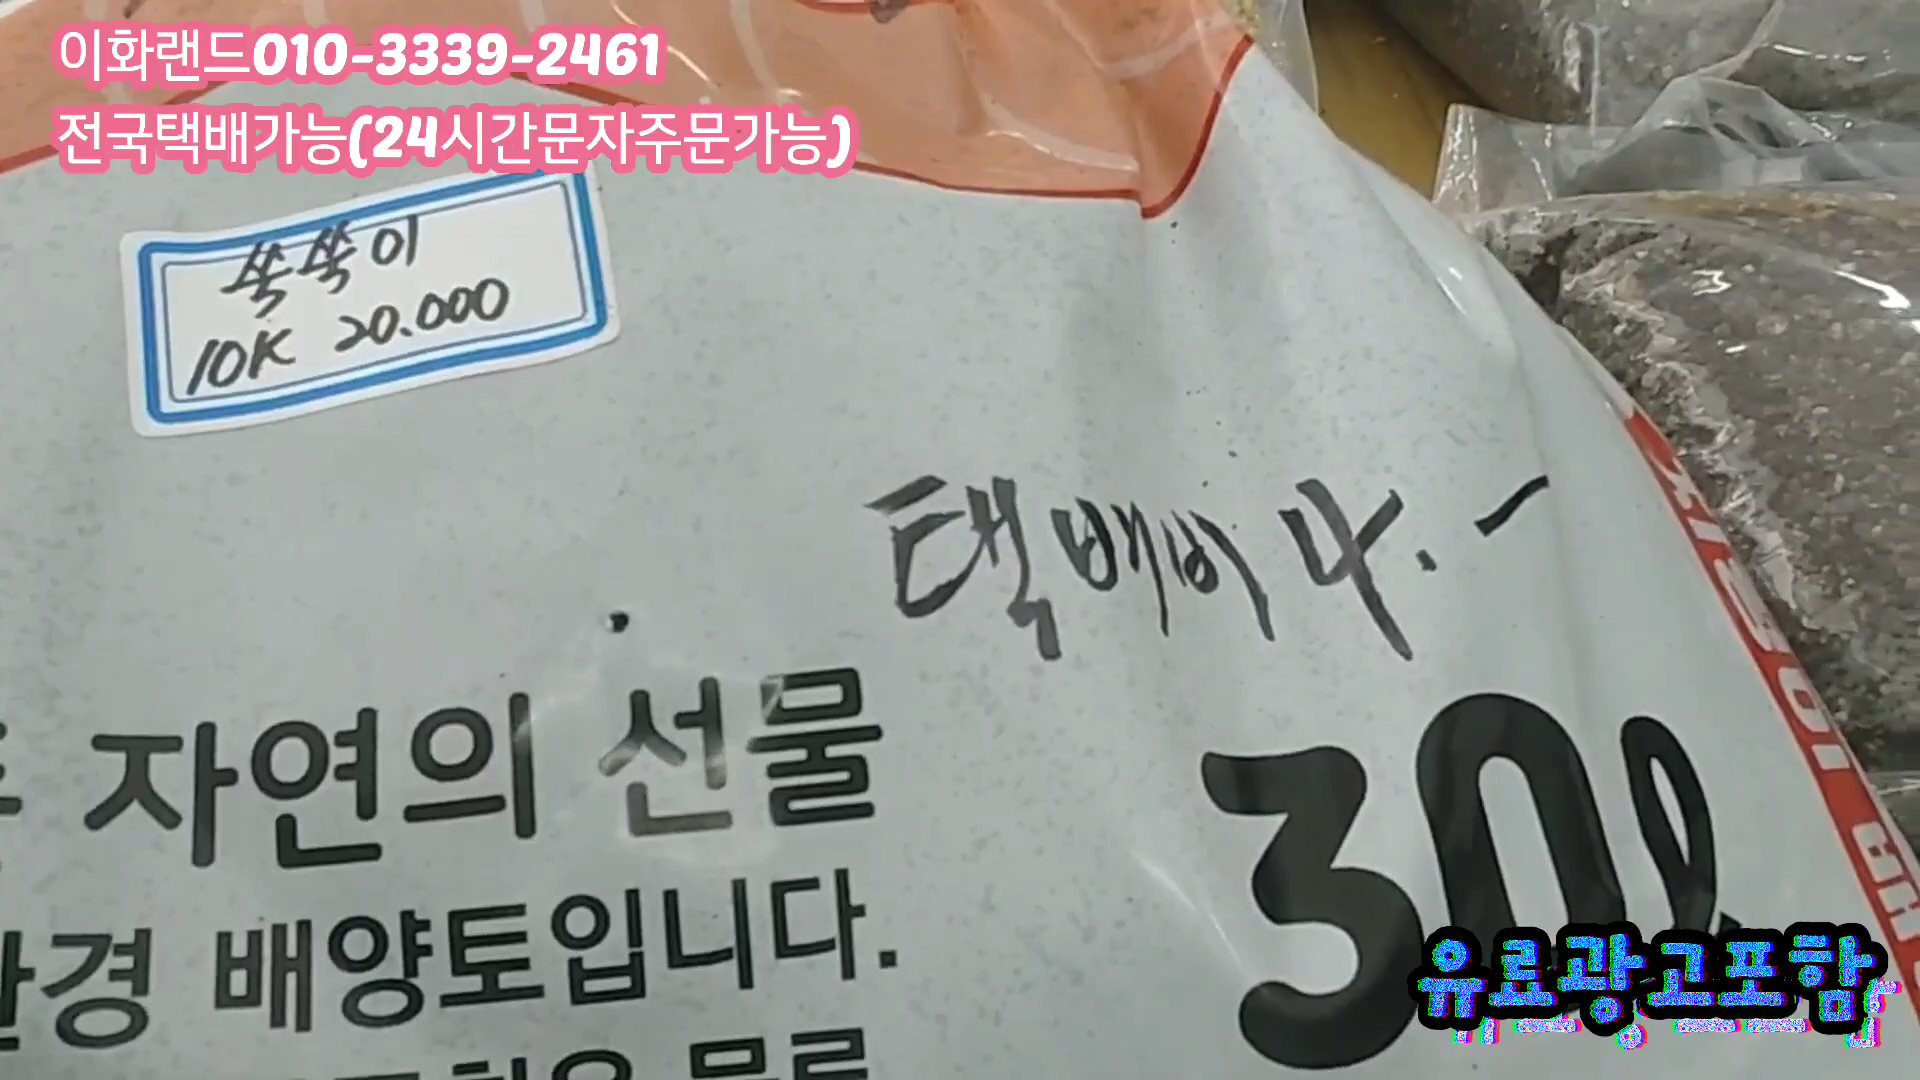 이화랜드010-3339-2461
전국택배가능(24시간문자주문가능)
쑥쑥이
10K 20.000
택배비 4.-
자연의 선물
30ℓ
경 배양토입니다.
유료광고포함